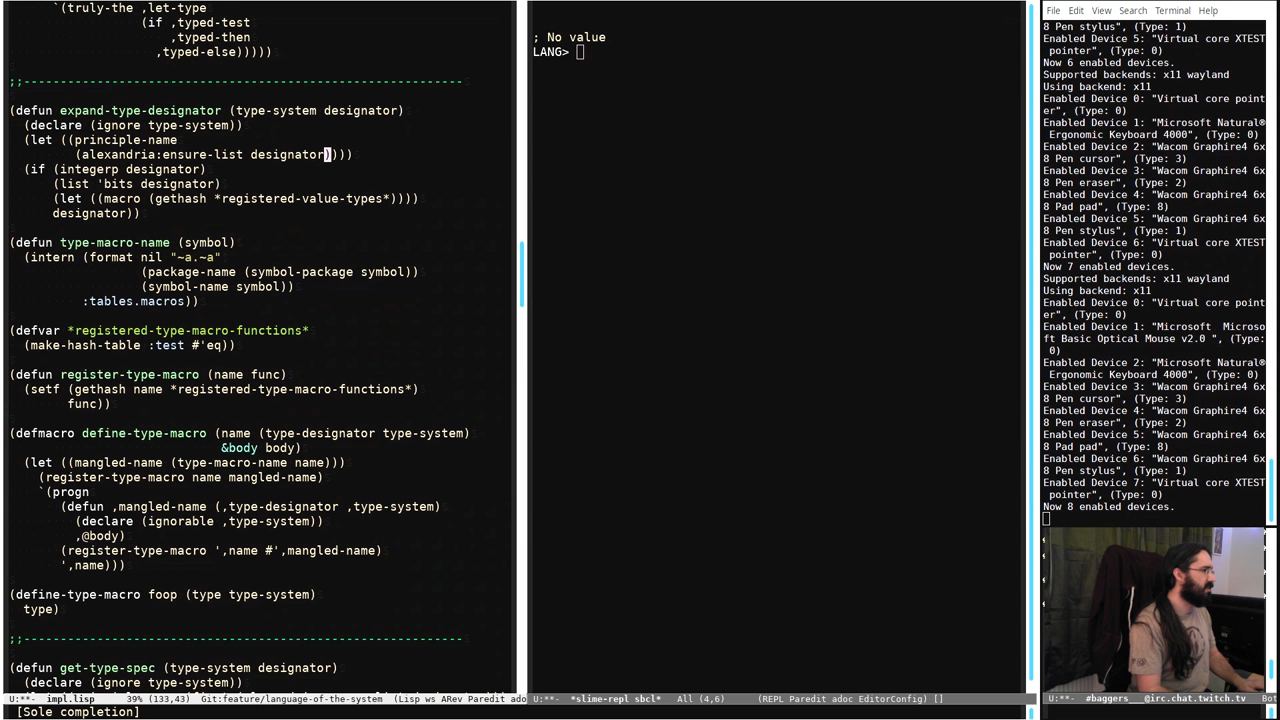 `(truly-the ,let-type
(if ,typed-test
,typed-then
,typed-else)))))
;;------------------------------------------------------------
(defun expand-type-designator (type-system designator)
(declare (ignore type-system))
(let ((principle-name
(alexandria:ensure-list designator))))
(if (integerp designator)
(list 'bits designator)
(let ((macro (gethash *registered-value-types*))))
designator))
(defun type-macro-name (symbol)
(intern (format nil "~a.~a"
(package-name (symbol-package symbol))
(symbol-name symbol))
:tables.macros))
(defvar *registered-type-macro-functions*
(make-hash-table :test #'eq))
(defun register-type-macro (name func)
(setf (gethash name *registered-type-macro-functions*)
func))
(defmacro define-type-macro (name (type-designator type-system)
&body body)
(let ((mangled-name (type-macro-name name)))
(register-type-macro name mangled-name)
`(progn
(defun ,mangled-name (,type-designator ,type-system)
(declare (ignorable ,type-system))
,@body)
(register-type-macro ',name #',mangled-name)
',name)))
(define-type-macro foop (type type-system)
type)
;;------------------------------------------------------------
(defun get-type-spec (type-system designator)
(declare (ignore type-system))
U:**- impl.lisp 39% (133,43) Git:feature/language-of-the-system (Lisp ws ARev Paredit ado
[Sole completion]
; No value
LANG>
U:**- *slime-repl sbcl* All (4,6) (REPL Paredit adoc EditorConfig) []
File Edit View Search Terminal Help
8 Pen stylus", (Type: 1)
Enabled Device 5: "Virtual core XTEST
pointer", (Type: 0)
Now 6 enabled devices.
Supported backends: x11 wayland
Using backend: x11
Enabled Device 0: "Virtual core point
er", (Type: 0)
Enabled Device 1: "Microsoft Natural®
Ergonomic Keyboard 4000", (Type: 0)
Enabled Device 2: "Wacom Graphire4 6x
8 Pen cursor", (Type: 3)
Enabled Device 3: "Wacom Graphire4 6x
8 Pen eraser", (Type: 2)
Enabled Device 4: "Wacom Graphire4 6x
8 Pad pad", (Type: 8)
Enabled Device 5: "Wacom Graphire4 6x
8 Pen stylus", (Type: 1)
Enabled Device 6: "Virtual core XTEST
pointer", (Type: 0)
Now 7 enabled devices.
Supported backends: x11 wayland
Using backend: x11
Enabled Device 0: "Virtual core point
er", (Type: 0)
Enabled Device 1: "Microsoft Microso
ft Basic Optical Mouse v2.0 ", (Type:
0)
Enabled Device 2: "Microsoft Natural®
Ergonomic Keyboard 4000", (Type: 0)
Enabled Device 3: "Wacom Graphire4 6x
8 Pen cursor", (Type: 3)
Enabled Device 4: "Wacom Graphire4 6x
8 Pen eraser", (Type: 2)
Enabled Device 5: "Wacom Graphire4 6x
8 Pad pad", (Type: 8)
Enabled Device 6: "Wacom Graphire4 6x
8 Pen stylus", (Type: 1)
Enabled Device 7: "Virtual core XTEST
pointer", (Type: 0)
Now 8 enabled devices.
U:**- #baggers__@irc.chat.twitch.tv Bot